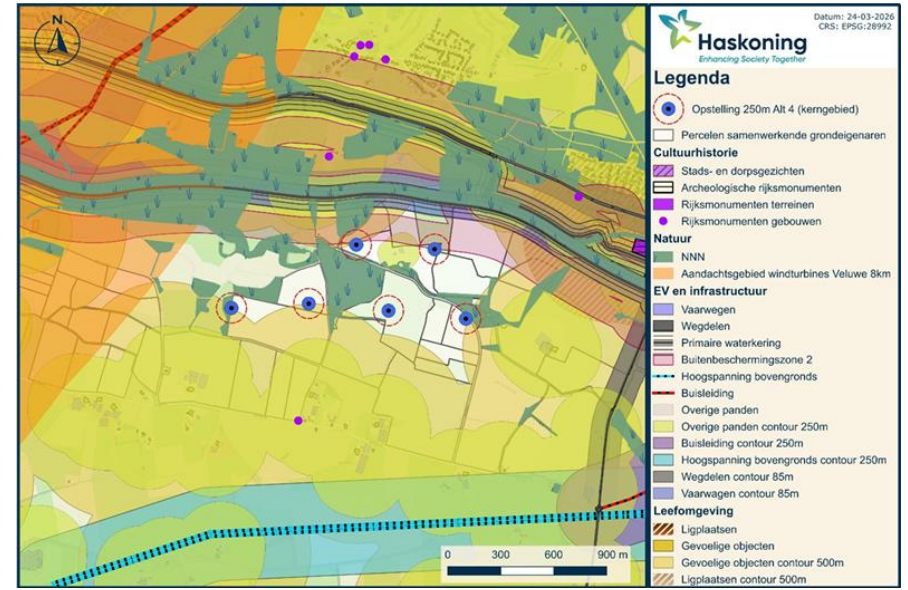 N
Datum: 24-03-2026
CRS: EPSG:28992
Haskoning
Enhancing Society Together
Legenda
Opstelling 250m Alt 4 (kerngebied)
Percelen samenwerkende grondeigenaren
Cultuurhistorie
Stads- en dorpsgezichten
Archeologische rijksmonumenten
Rijksmonumenten terreinen
Rijksmonumenten gebouwen
Natuur
NNN
Aandachtsgebied windturbines Veluwe 8km
EV en infrastructuur
Vaarwegen
Wegdelen
Primaire waterkering
Buitenbeschermingszone 2
Hoogspanning bovengronds
Buisleiding
Overige panden
Overige panden contour 250m
Buisleiding contour 250m
Hoogspanning bovengronds contour 250m
Wegdelen contour 85m
Vaarwagen contour 85m
Leefomgeving
Ligplaatsen
Gevoelige objecten
Gevoelige objecten contour 500m
Ligplaatsen contour 500m
0 300 600 900 m